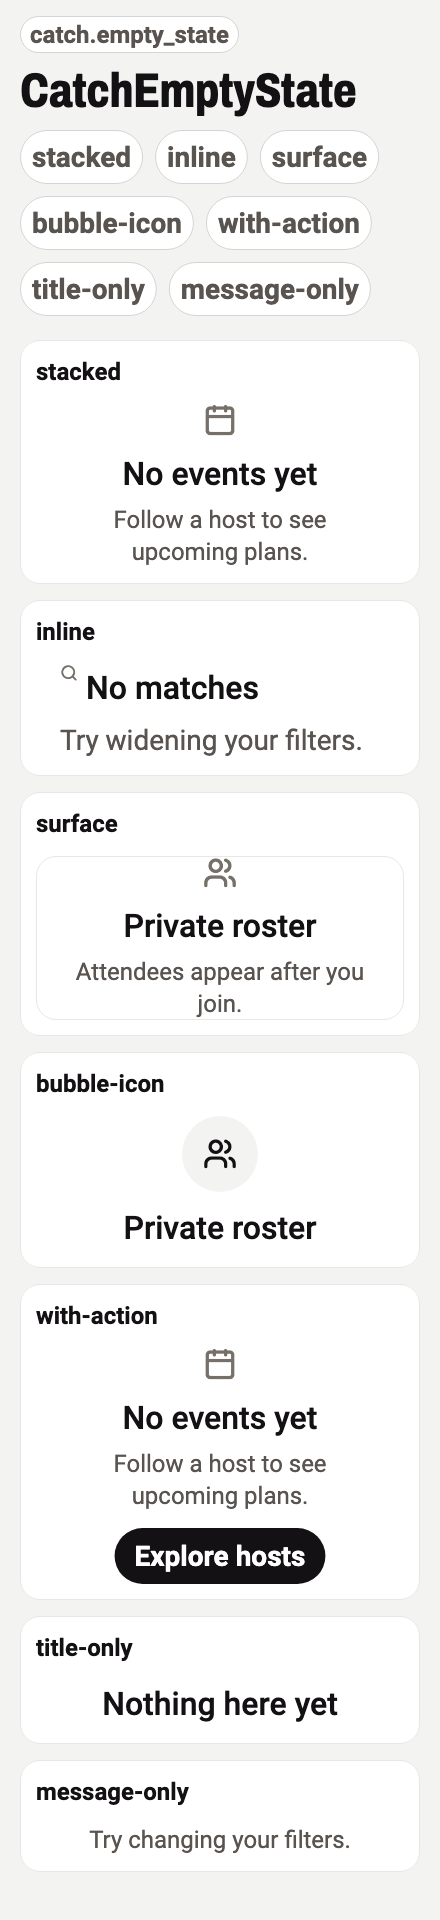 catch.empty_state
CatchEmptyState
stacked inline surface
bubble-icon with-action
title-only message-only
stacked
No events yet
Follow a host to see
upcoming plans.
inline
No matches
Try widening your filters.
surface
Private roster
Attendees appear after you
join.
bubble-icon
Private roster
with-action
No events yet
Follow a host to see
upcoming plans.
Explore hosts
title-only
Nothing here yet
message-only
Try changing your filters.